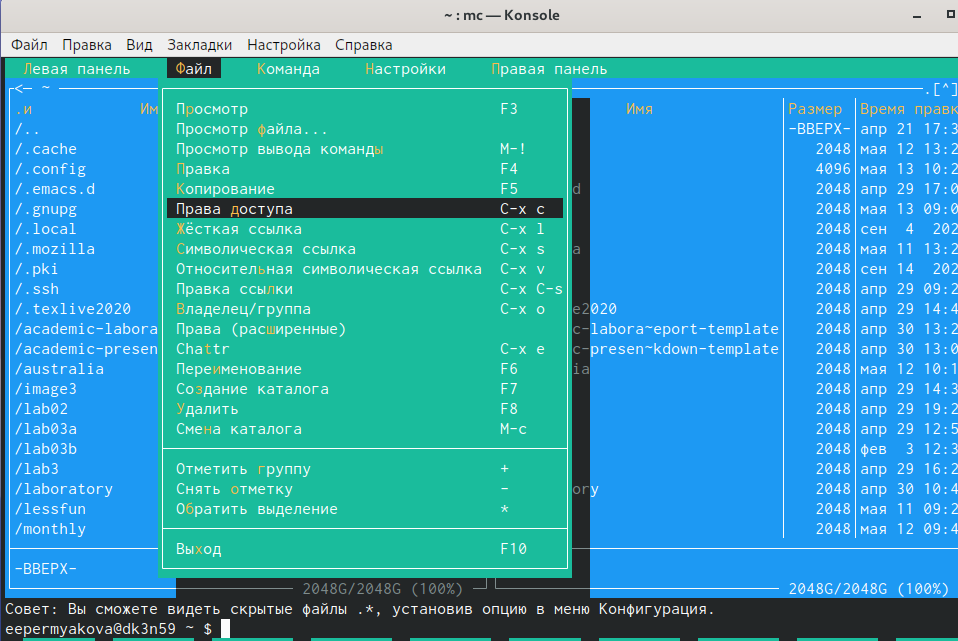 ~ : mc — Konsole
Файл Правка Вид Закладки Настройка Справка
Левая панель Файл Команда Настройки Правая панель
<— ~ .[^]
.и Им Имя Размер Время правк
/.. -ВВЕРХ- апр 21 17:3
/.cache 2048 мая 12 13:2
/.config 4096 мая 13 10:2
/.emacs.d d 2048 апр 29 17:0
/.gnupg 2048 мая 13 09:0
/.local 2048 сен 4 202
/.mozilla a 2048 мая 11 13:2
/.pki 2048 сен 14 202
/.ssh 2048 апр 29 09:2
/.texlive2020 e2020 2048 апр 29 14:4
/academic-labora c-labora~eport-template 2048 апр 30 13:2
/academic-presen c-presen~kdown-template 2048 апр 30 13:0
/australia ia 2048 мая 12 10:1
/image3 2048 апр 29 14:3
/lab02 2048 апр 29 19:2
/lab03a 2048 апр 29 12:5
/lab03b 2048 фев 3 12:3
/lab3 2048 апр 29 16:2
/laboratory ory 2048 апр 30 10:4
/lessfun 2048 мая 11 09:2
/monthly 2048 мая 12 09:4
-ВВЕРХ-
Просмотр F3
Просмотр файла...
Просмотр вывода команды M-!
Правка F4
Копирование F5
Права доступа C-x c
Жёсткая ссылка C-x l
Символическая ссылка C-x s
Относительная символическая ссылка C-x v
Правка ссылки C-x C-s
Владелец/группа C-x o
Права (расширенные)
Chattr C-x e
Переименование F6
Создание каталога F7
Удалить F8
Смена каталога M-c
Отметить группу +
Снять отметку -
Обратить выделение *
Выход F10
2048G/2048G (100%) 2048G/2048G (100%)
Совет: Вы сможете видеть скрытые файлы .*, установив опцию в меню Конфигурация.
eepermyakova@dk3n59 ~ $